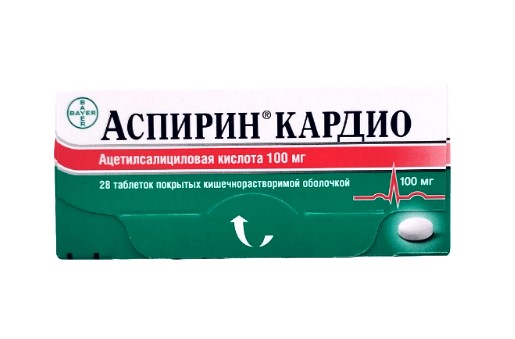 BAYER
АСПИРИН® КАРДИО
Ацетилсалициловая кислота 100 мг
28 таблеток покрытых кишечнорастворимой оболочкой
100 мг